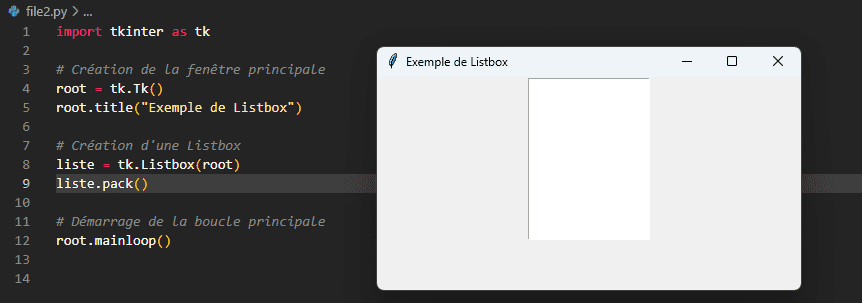 file2.py > ...
1 import tkinter as tk
2
3 # Création de la fenêtre principale
4 root = tk.Tk()
5 root.title("Exemple de Listbox")
6
7 # Création d'une Listbox
8 liste = tk.Listbox(root)
9 liste.pack()
10
11 # Démarrage de la boucle principale
12 root.mainloop()
13
14
Exemple de Listbox